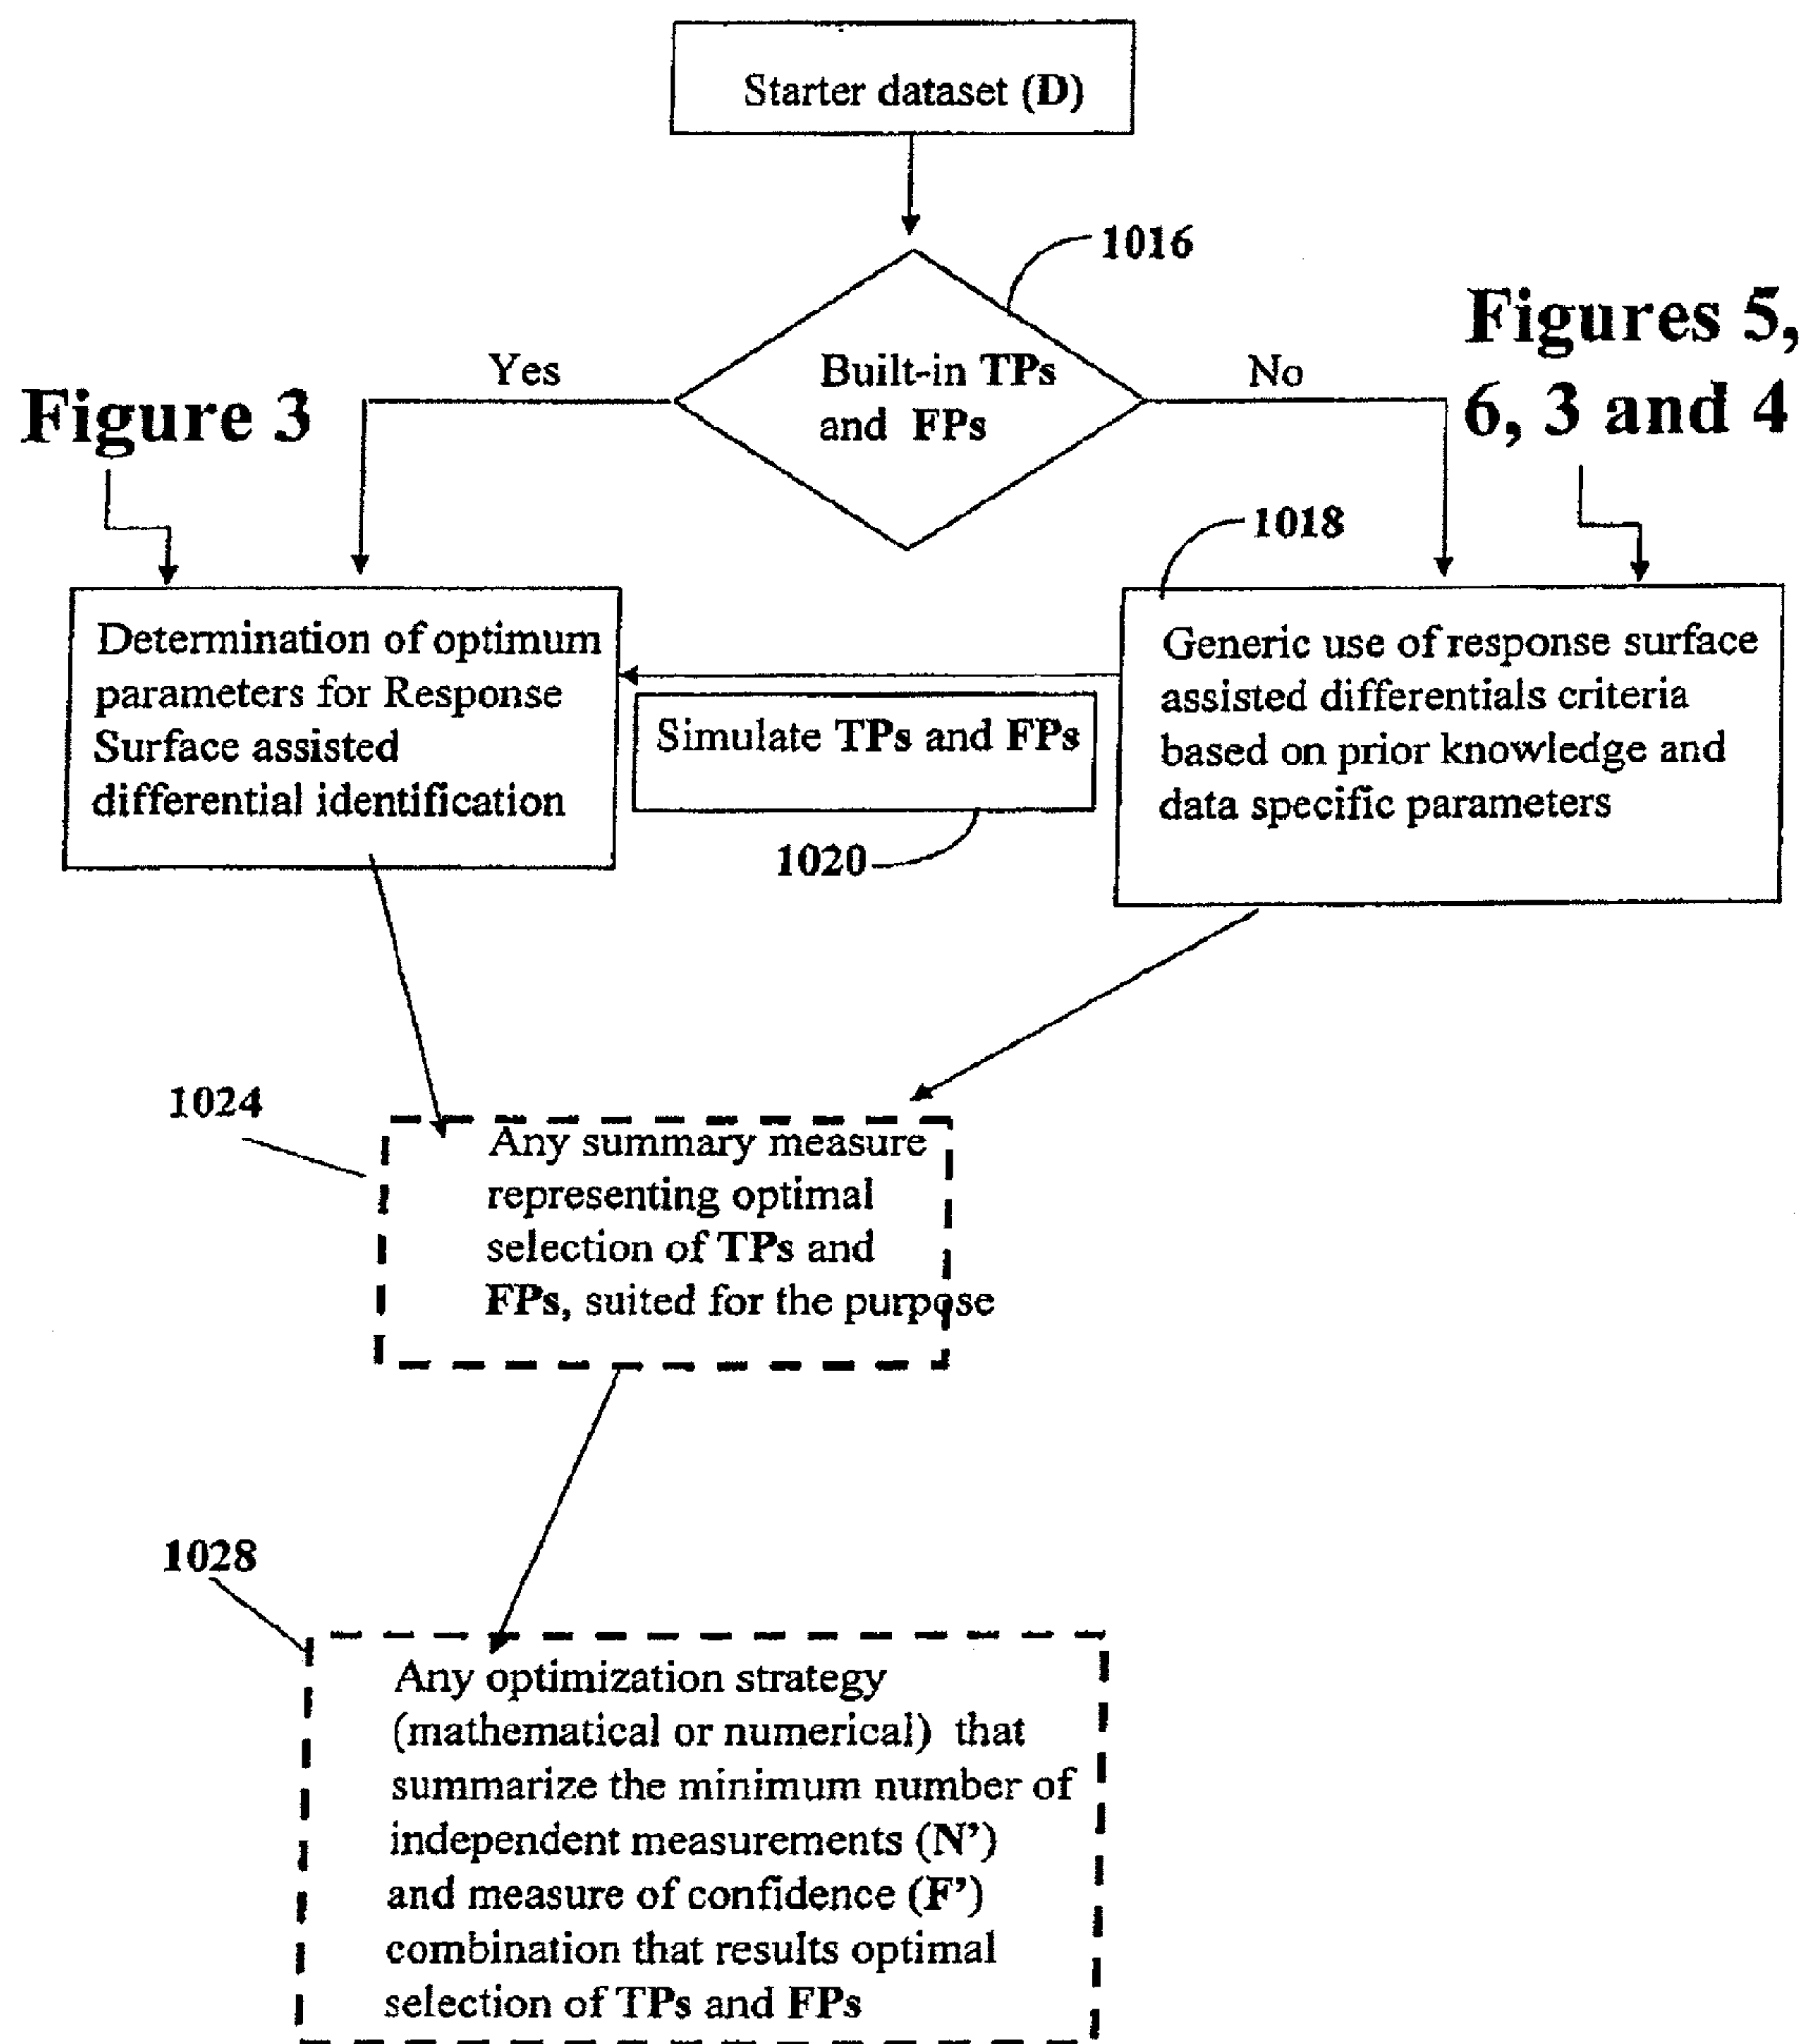 Starter dataset (D)
1016
Figures 5,
6, 3 and 4
Yes
Built-in TPs
and FPs
No
Figure 3
1018
Determination of optimum
parameters for Response
Surface assisted
differential identification
Simulate TPs and FPs
1020
Generic use of response surface
assisted differentials criteria
based on prior knowledge and
data specific parameters
1024
Any summary measure
representing optimal
selection of TPs and
FPs, suited for the purpose
1028
Any optimization strategy
(mathematical or numerical) that
summarize the minimum number of
independent measurements (N’)
and measure of confidence (F’)
combination that results optimal
selection of TPs and FPs